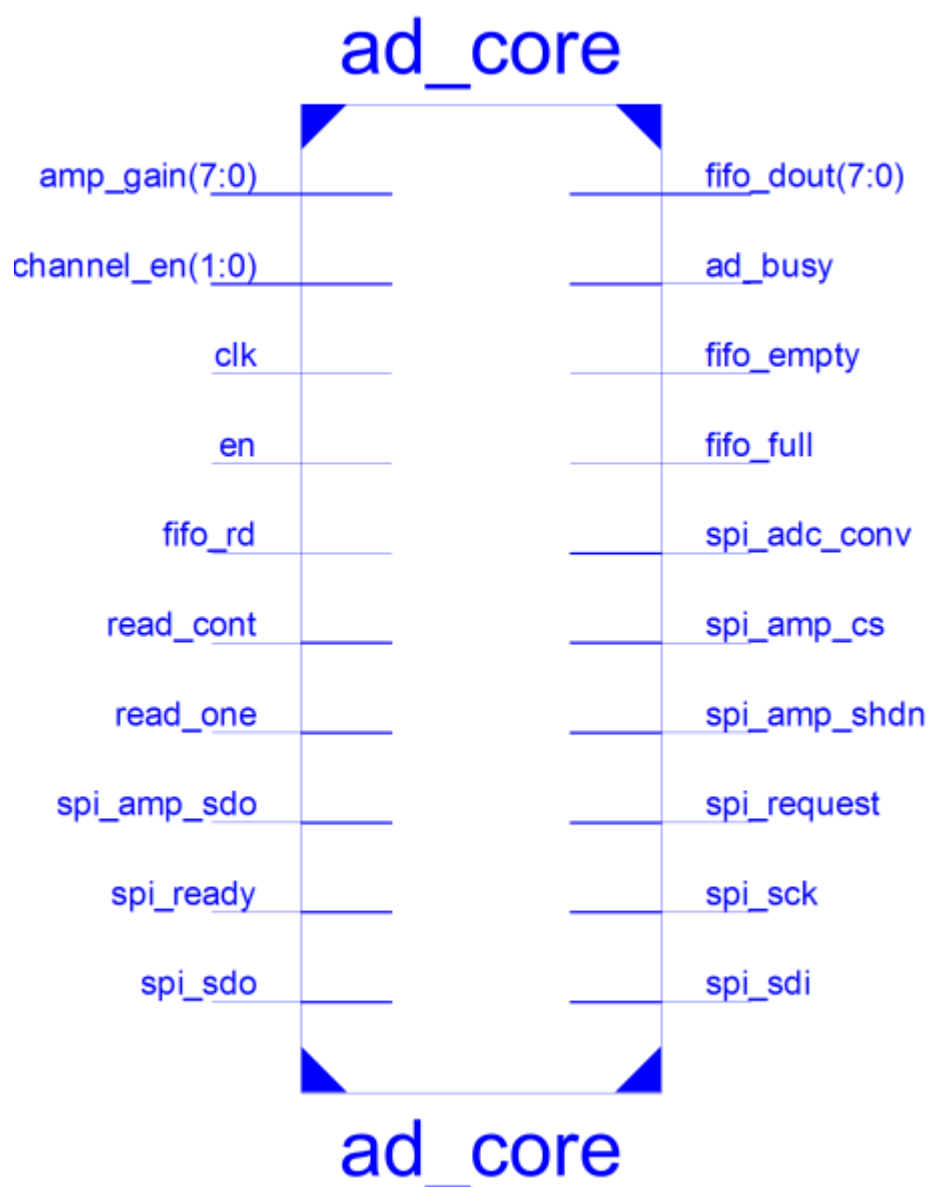 ad_core
amp_gain(7:0)
fifo_dout(7:0)
channel_en(1:0)
ad_busy
clk
fifo_empty
en
fifo_full
fifo_rd
spi_adc_conv
read_cont
spi_amp_cs
read_one
spi_amp_shdn
spi_amp_sdo
spi_request
spi_ready
spi_sck
spi_sdo
spi_sdi
ad_core